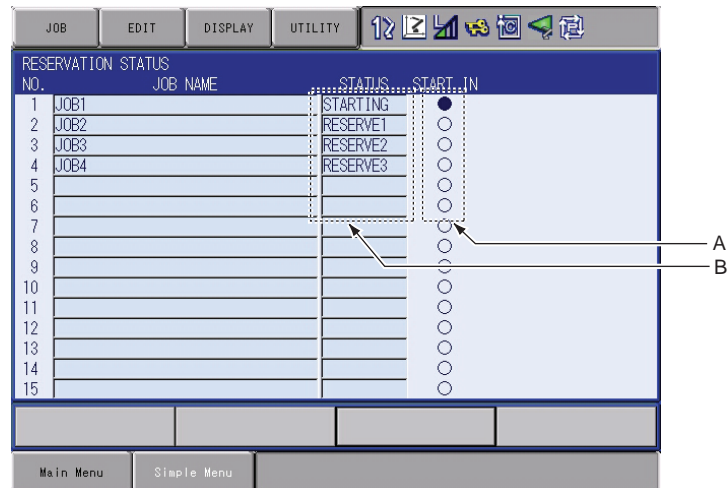 JOB EDIT DISPLAY UTILITY
RESERVATION STATUS
NO. JOB NAME STATUS START IN
1 JOB1 STARTING
2 JOB2 RESERVE1
3 JOB3 RESERVE2
4 JOB4 RESERVE3
5
6
7
8
9
10
11
12
13
14
15
A
B
Main Menu Simple Menu